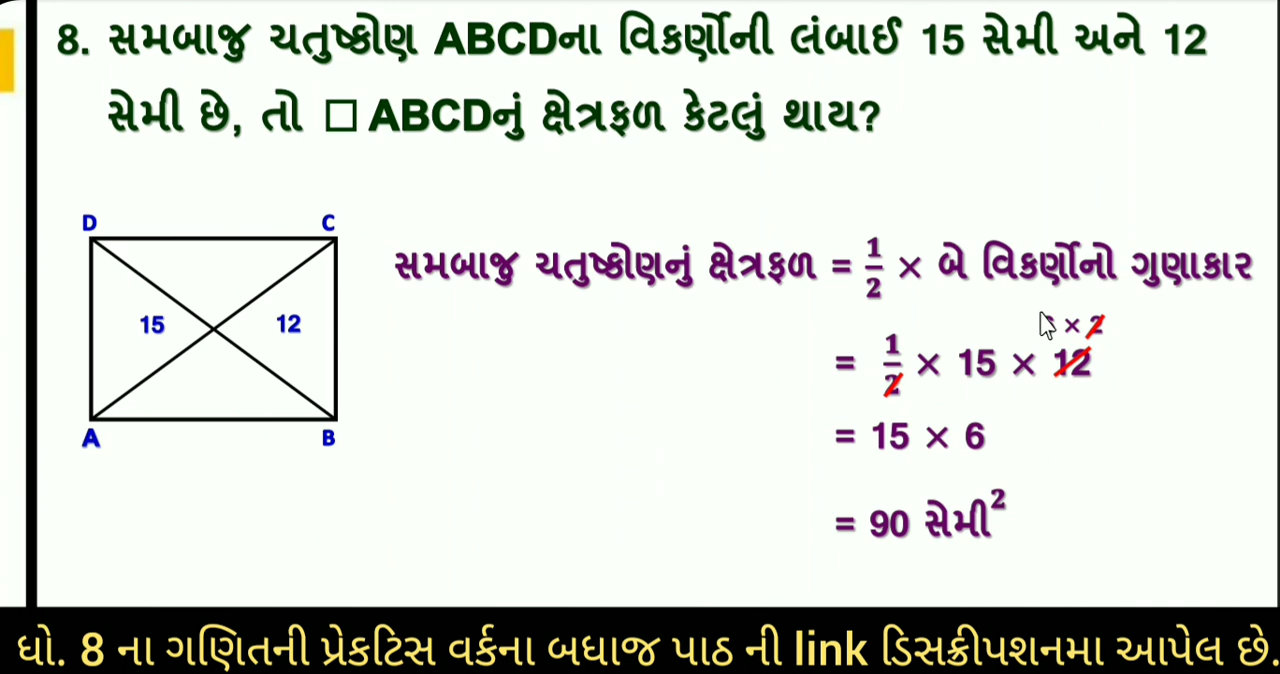 8. સમબાજુ ચતુષ્કોણ ABCDના વિકર્ણોની લંબાઈ 15 સેમી અને 12
સેમી છે, તો □ ABCDનું ક્ષેત્રફળ કેટલું થાય?
D C
સમબાજુ ચતુષ્કોણનું ક્ષેત્રફળ = 1/2 × બે વિકર્ણોનો ગુણાકાર
15 12
× 2
= 1/2 × 15 × 12
A B
= 15 × 6
= 90 સેમી²
ધો. 8 ના ગણિતની પ્રેકટિસ વર્કના બધાજ પાઠ ની link ડિસક્રીપશનમા આપેલ છે.